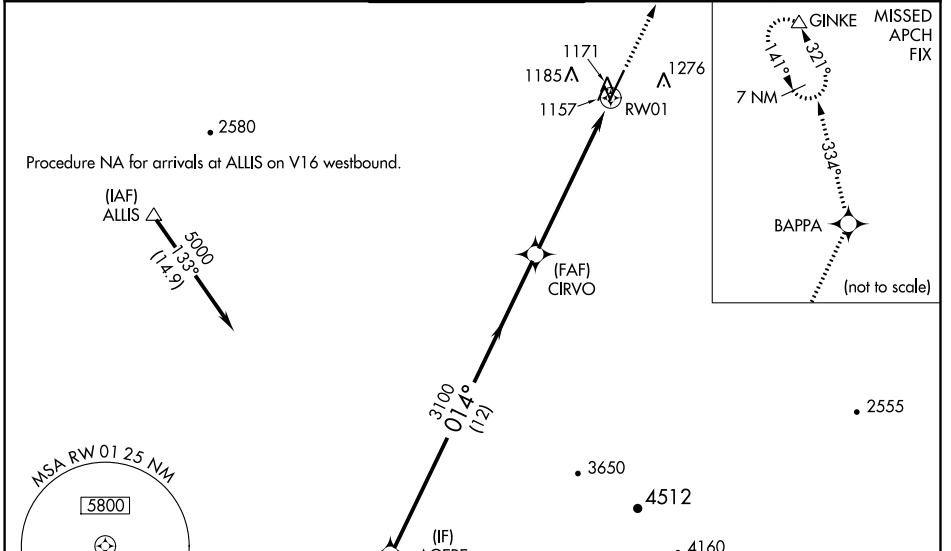 GINKE
MISSED
APCH
FIX
141°
321°
7 NM
334°
BAPPA
(not to scale)
1171
1185
1276
1157
RW01
2580
Procedure NA for arrivals at ALLIS on V16 westbound.
(IAF)
ALLIS
5000
133°
(14.9)
(FAF)
CIRVO
3100
014°
(12)
2555
3650
4512
MSA RW 01 25 NM
5800
(IF)
4160